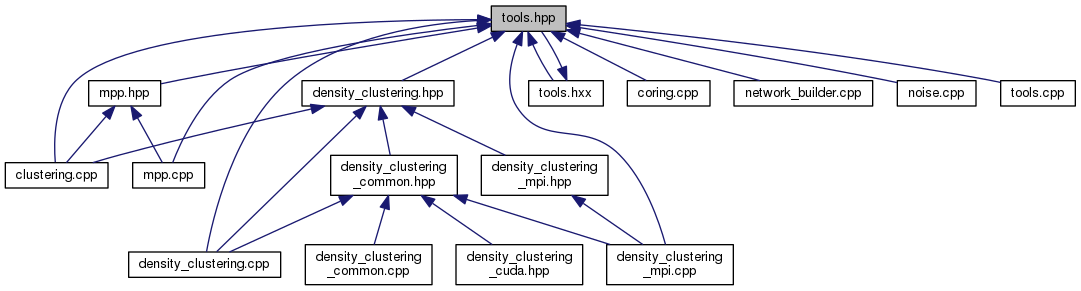 tools.hpp
mpp.hpp
density_clustering.hpp
tools.hxx
coring.cpp
network_builder.cpp
noise.cpp
tools.cpp
clustering.cpp
mpp.cpp
density_clustering
_common.hpp
density_clustering
_mpi.hpp
density_clustering.cpp
density_clustering
_common.cpp
density_clustering
_cuda.hpp
density_clustering
_mpi.cpp